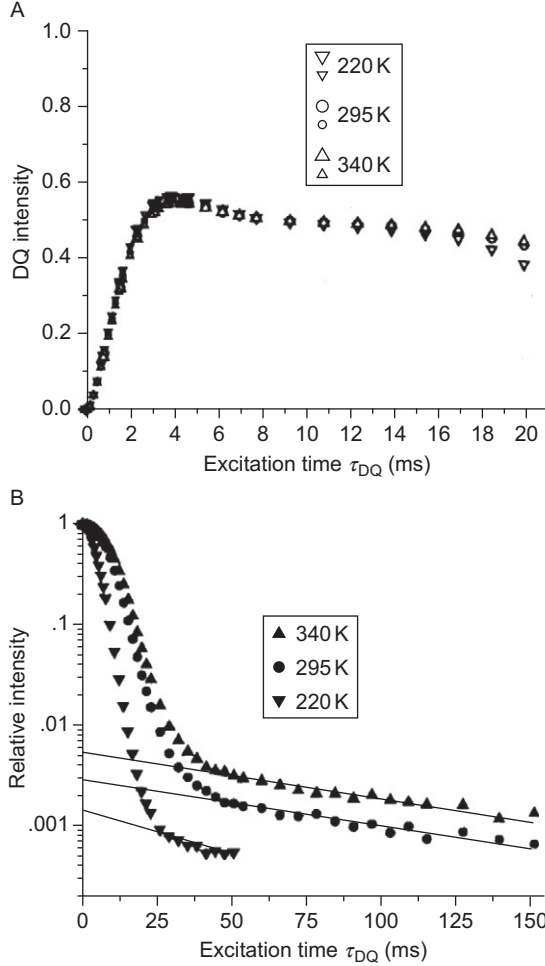 A
1.0
0.8
0.6
0.4
0.2
0.0
DQ intensity
220 K
295 K
340 K
0 2 4 6 8 10 12 14 16 18 20
Excitation time τDQ (ms)
B
1
.1
.01
.001
Relative intensity
340 K
295 K
220 K
0 25 50 75 100 125 150
Excitation time τDQ (ms)